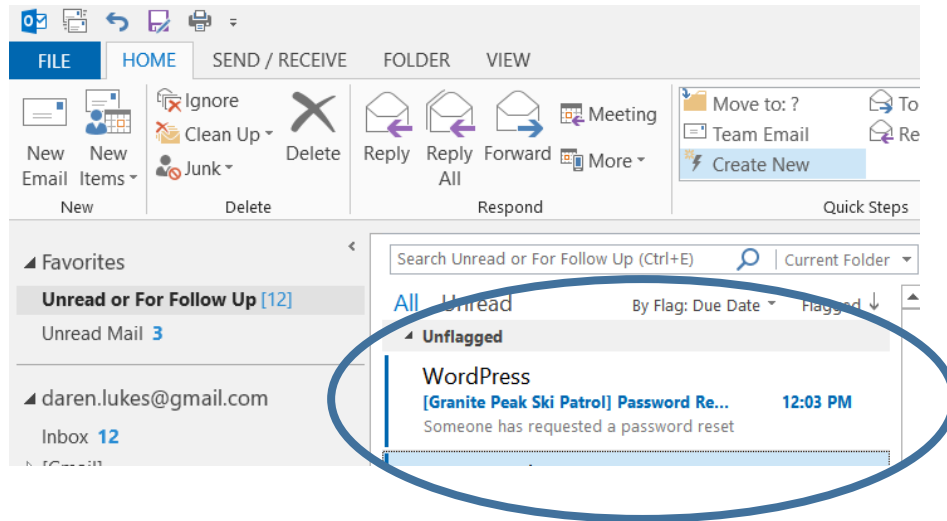 FILE HOME SEND / RECEIVE FOLDER VIEW
New Email
New Items
Ignore
Clean Up
Junk
Delete
Reply
Reply All
Forward
Meeting
More
Move to: ?
Team Email
Create New
To
Re
New Delete Respond Quick Steps
Favorites
Unread or For Follow Up [12]
Unread Mail 3
daren.lukes@gmail.com
Inbox 12
Search Unread or For Follow Up (Ctrl+E) Current Folder
All Unread By Flag: Due Date Flagged
Unflagged
WordPress
[Granite Peak Ski Patrol] Password Re... 12:03 PM
Someone has requested a password reset